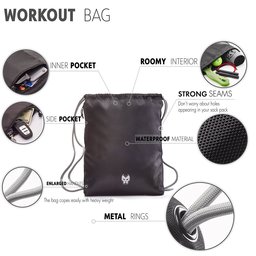 WORKOUT BAG
INNER POCKET
ROOMY INTERIOR
STRONG SEAMS
Don't worry about holes
appearing in your sack pack
SIDE POCKET
WATERPROOF MATERIAL
ENLARGED
The bag copes easily with heavy weight
METAL RINGS